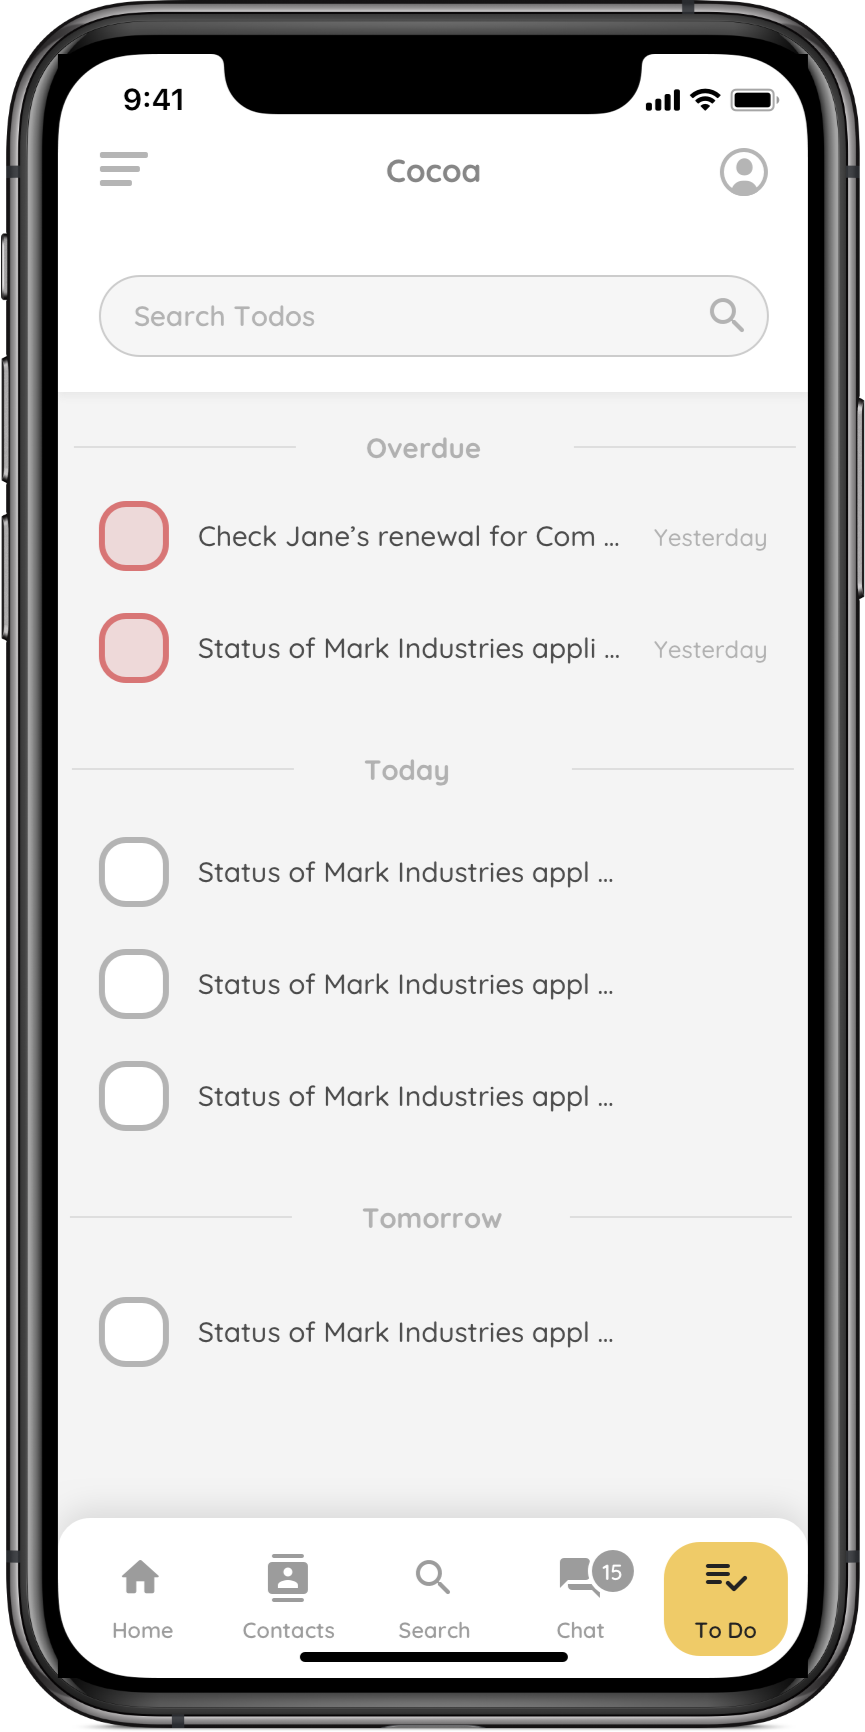 9:41
Cocoa
Search Todos
Overdue
Check Jane’s renewal for Com ... Yesterday
Status of Mark Industries appli ... Yesterday
Today
Status of Mark Industries appl ...
Status of Mark Industries appl ...
Status of Mark Industries appl ...
Tomorrow
Status of Mark Industries appl ...
15
Home Contacts Search Chat To Do